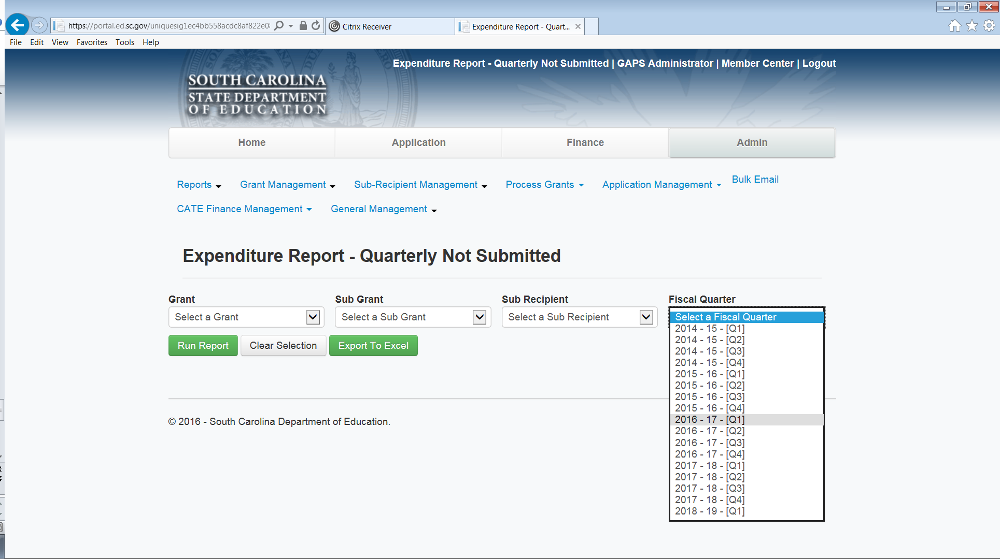 https://portal.ed.sc.gov/uniquesig1ec4bb558acdc8af822e0
Citrix Receiver
Expenditure Report - Quart...
File Edit View Favorites Tools Help
Expenditure Report - Quarterly Not Submitted | GAPS Administrator | Member Center | Logout
SOUTH CAROLINA
STATE DEPARTMENT
OF EDUCATION
Home Application Finance Admin
Reports Grant Management Sub-Recipient Management Process Grants Application Management Bulk Email
CATE Finance Management General Management
Expenditure Report - Quarterly Not Submitted
Grant Sub Grant Sub Recipient Fiscal Quarter
Select a Grant Select a Sub Grant Select a Sub Recipient
Run Report Clear Selection Export To Excel
Select a Fiscal Quarter
2014 - 15 - [Q1]
2014 - 15 - [Q2]
2014 - 15 - [Q3]
2014 - 15 - [Q4]
2015 - 16 - [Q1]
2015 - 16 - [Q2]
2015 - 16 - [Q3]
2015 - 16 - [Q4]
2016 - 17 - [Q1]
2016 - 17 - [Q2]
2016 - 17 - [Q3]
2016 - 17 - [Q4]
2017 - 18 - [Q1]
2017 - 18 - [Q2]
2017 - 18 - [Q3]
2017 - 18 - [Q4]
2018 - 19 - [Q1]
© 2016 - South Carolina Department of Education.